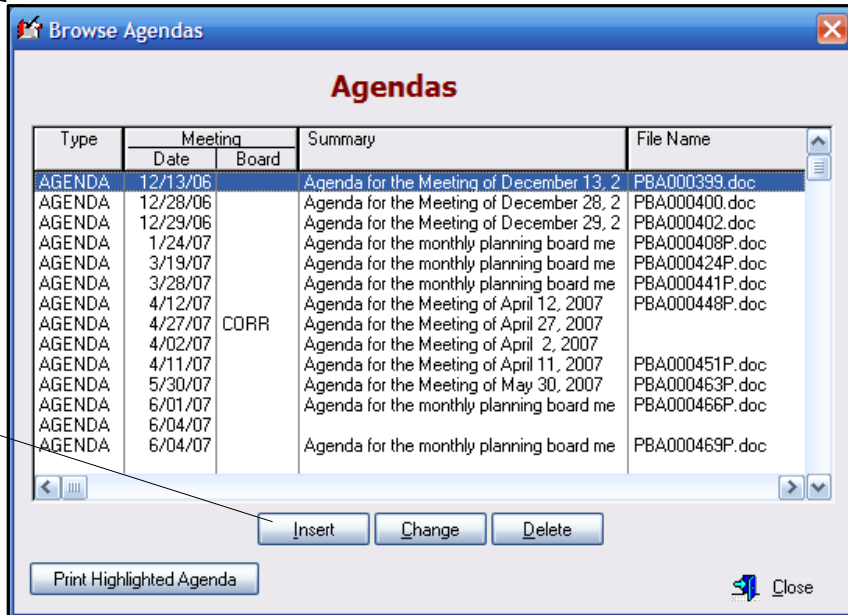 Browse Agendas
Agendas
Type Meeting Summary File Name
Date Board
AGENDA 12/13/06 Agenda for the Meeting of December 13, 2 PBA000399.doc
AGENDA 12/28/06 Agenda for the Meeting of December 28, 2 PBA000400.doc
AGENDA 12/29/06 Agenda for the Meeting of December 29, 2 PBA000402.doc
AGENDA 1/24/07 Agenda for the monthly planning board me PBA000408P.doc
AGENDA 3/19/07 Agenda for the monthly planning board me PBA000424P.doc
AGENDA 3/28/07 Agenda for the monthly planning board me PBA000441P.doc
AGENDA 4/12/07 Agenda for the Meeting of April 12, 2007 PBA000448P.doc
AGENDA 4/27/07 CORR Agenda for the Meeting of April 27, 2007
AGENDA 4/02/07 Agenda for the Meeting of April 2, 2007
AGENDA 4/11/07 Agenda for the Meeting of April 11, 2007 PBA000451P.doc
AGENDA 5/30/07 Agenda for the Meeting of May 30, 2007 PBA000463P.doc
AGENDA 6/01/07 Agenda for the monthly planning board me PBA000466P.doc
AGENDA 6/04/07
AGENDA 6/04/07 Agenda for the monthly planning board me PBA000469P.doc
Insert Change Delete
Print Highlighted Agenda Close